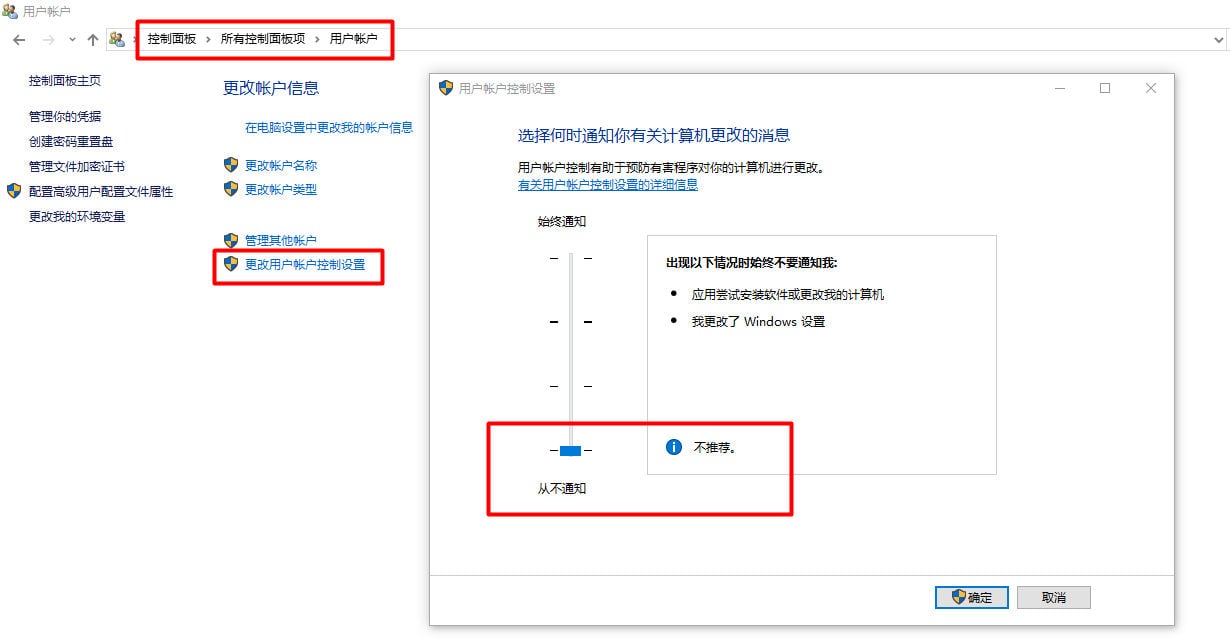 用户帐户
控制面板 > 所有控制面板项 > 用户帐户
控制面板主页
管理你的凭据
创建密码重置盘
管理文件加密证书
配置高级用户配置文件属性
更改我的环境变量
更改帐户信息
在电脑设置中更改我的帐户信息
更改帐户名称
更改帐户类型
管理其他帐户
更改用户帐户控制设置
用户帐户控制设置
选择何时通知你有关计算机更改的消息
用户帐户控制有助于预防有害程序对你的计算机进行更改。
有关用户帐户控制设置的详细信息
始终通知
出现以下情况时始终不要通知我:
• 应用尝试安装软件或更改我的计算机
• 我更改了 Windows 设置
不推荐。
从不通知
确定
取消